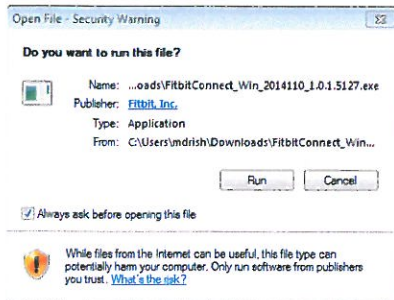 Open File - Security Warning
Do you want to run this file?
Name: ...oads\FitbitConnect_Win_2014110_1.0.1.5127.exe
Publisher: Fitbit, Inc.
Type: Application
From: C:\Users\mdrish\Downloads\FitbitConnect_Win...
Run Cancel
Always ask before opening this file
While files from the Internet can be useful, this file type can
potentially harm your computer. Only run software from publishers
you trust. What's the risk?